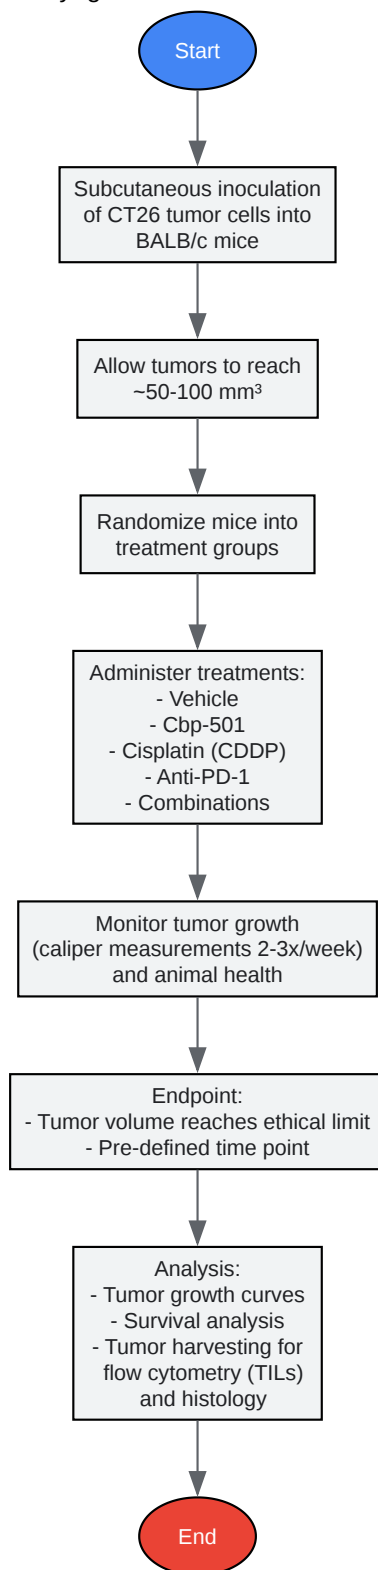 Start
Subcutaneous inoculation
of CT26 tumor cells into
BALB/c mice
Allow tumors to reach
~50-100 mm³
Randomize mice into
treatment groups
Administer treatments:
- Vehicle
- Cbp-501
- Cisplatin (CDDP)
- Anti-PD-1
- Combinations
Monitor tumor growth
(caliper measurements 2-3x/week)
and animal health
Endpoint:
- Tumor volume reaches ethical limit
- Pre-defined time point
Analysis:
- Tumor growth curves
- Survival analysis
- Tumor harvesting for
flow cytometry (TILs)
and histology
End